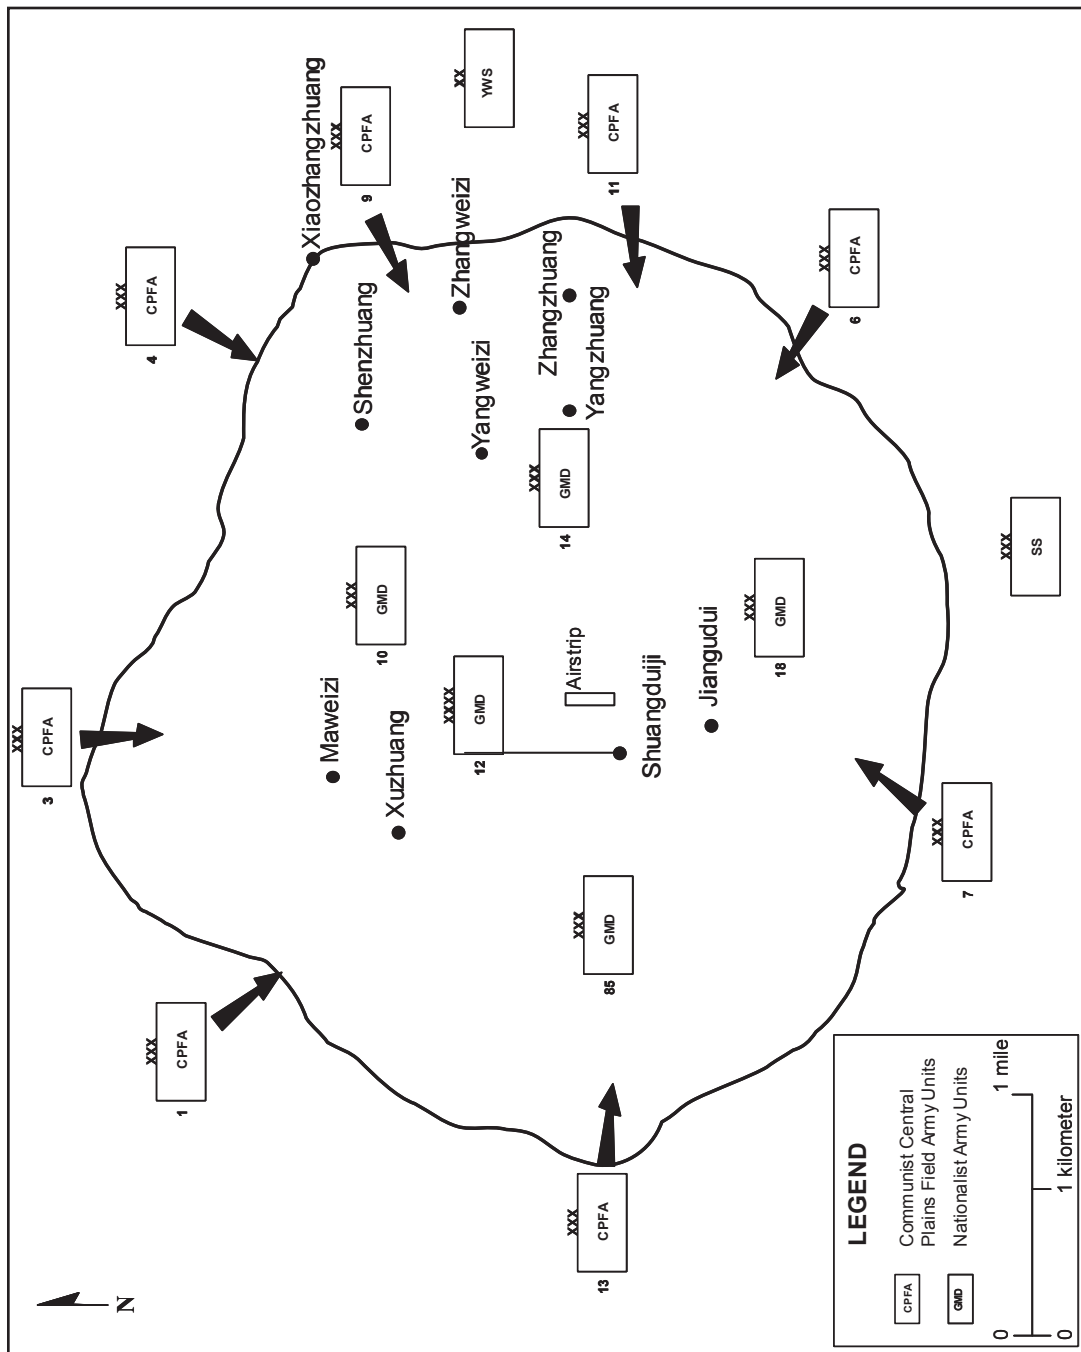 XXX
CPFA
3
N
XXX
CPFA
4
XXX
CPFA
1
Xiaozhangzhuang
Maweizi
XXX
CPFA
9
XXX
GMD
10
Shenzhuang
Xuzhuang
XXXX
GMD
12
Zhangweizi
XX
YWS
Yangweizi
XXX
GMD
14
Zhangzhuang
XXX
CPFA
13
Airstrip
XXX
GMD
85
XXX
CPFA
11
Yangzhuang
Shuangduiji
Jiangudui
XXX
GMD
18
XXX
CPFA
6
XXX
CPFA
7
XXX
SS
LEGEND
CPFA
Communist Central
Plains Field Army Units
GMD
Nationalist Army Units
0
1 mile
0
1 kilometer